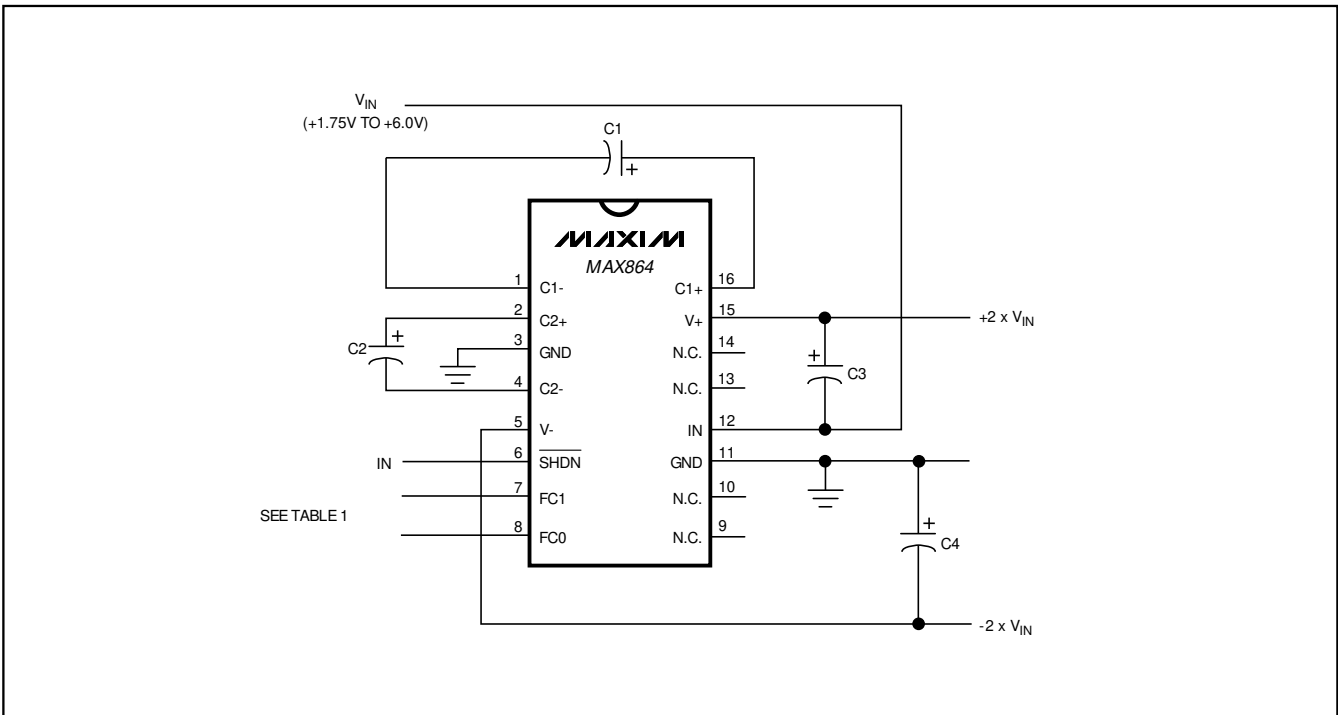 V_IN
(+1.75V TO +6.0V)
C1
+
MAXIM
MAX864
1 C1- C1+ 16
2 C2+ V+ 15 +2 x V_IN
C2 +
3 GND N.C. 14
+ C3
4 C2- N.C. 13
5 V- IN 12
IN 6 SHDN GND 11
7 FC1 N.C. 10
SEE TABLE 1
8 FC0 N.C. 9
+ C4
-2 x V_IN